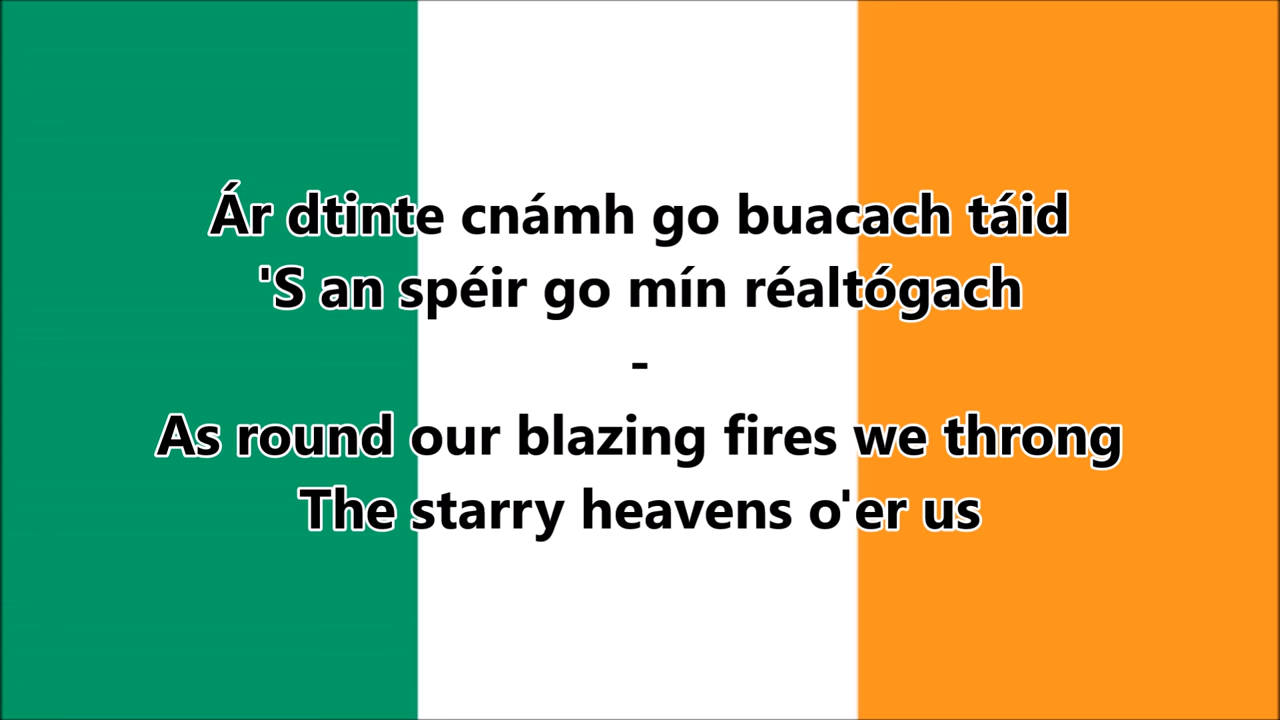 Ár dtinte cnámh go buacach táid
'S an spéir go mín réaltógach
-
As round our blazing fires we throng
The starry heavens o'er us